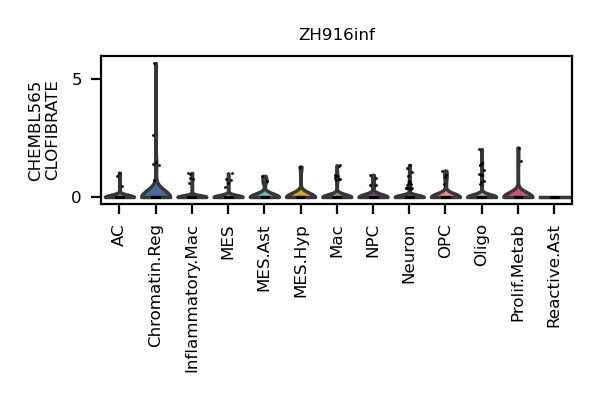 ZH916inf
CHEMBL565
CLOFIBRATE
5
0
AC
Chromatin.Reg
Inflammatory.Mac
MES
MES.Ast
MES.Hyp
Mac
NPC
Neuron
OPC
Oligo
Prolif.Metab
Reactive.Ast